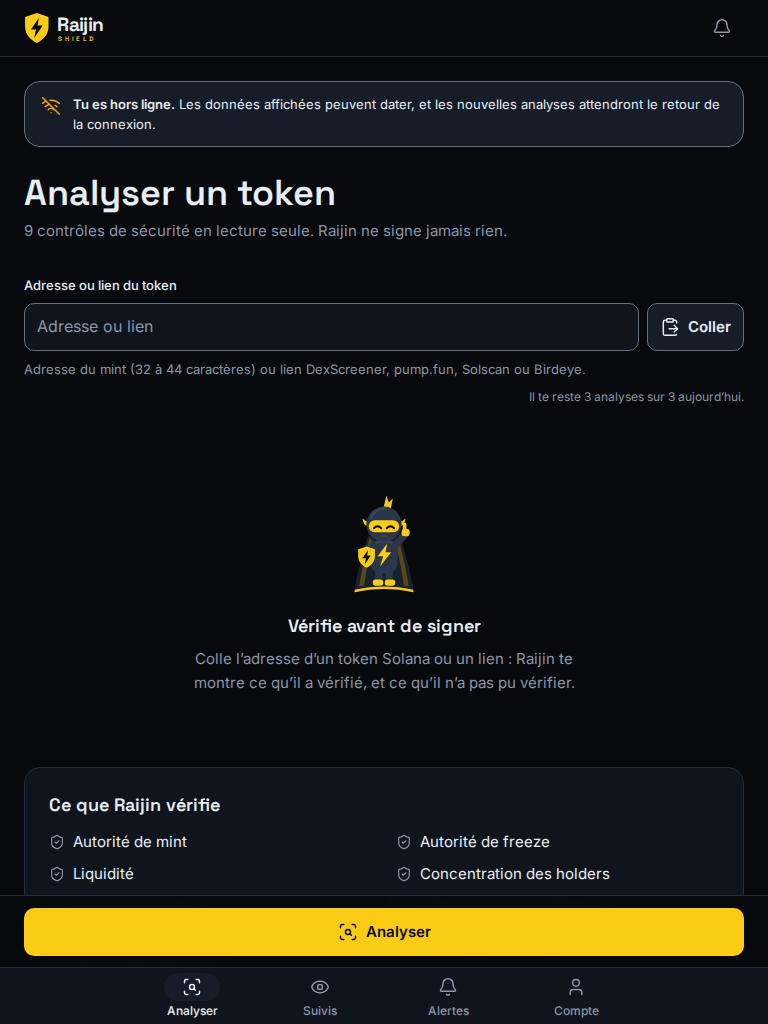 Raijin
SHIELD
Tu es hors ligne. Les données affichées peuvent dater, et les nouvelles analyses attendront le retour de
la connexion.
Analyser un token
9 contrôles de sécurité en lecture seule. Raijin ne signe jamais rien.
Adresse ou lien du token
Adresse ou lien
Coller
Adresse du mint (32 à 44 caractères) ou lien DexScreener, pump.fun, Solscan ou Birdeye.
Il te reste 3 analyses sur 3 aujourd’hui.
Vérifie avant de signer
Colle l’adresse d’un token Solana ou un lien : Raijin te
montre ce qu’il a vérifié, et ce qu’il n’a pas pu vérifier.
Ce que Raijin vérifie
Autorité de mint
Autorité de freeze
Liquidité
Concentration des holders
Analyser
Analyser
Suivis
Alertes
Compte